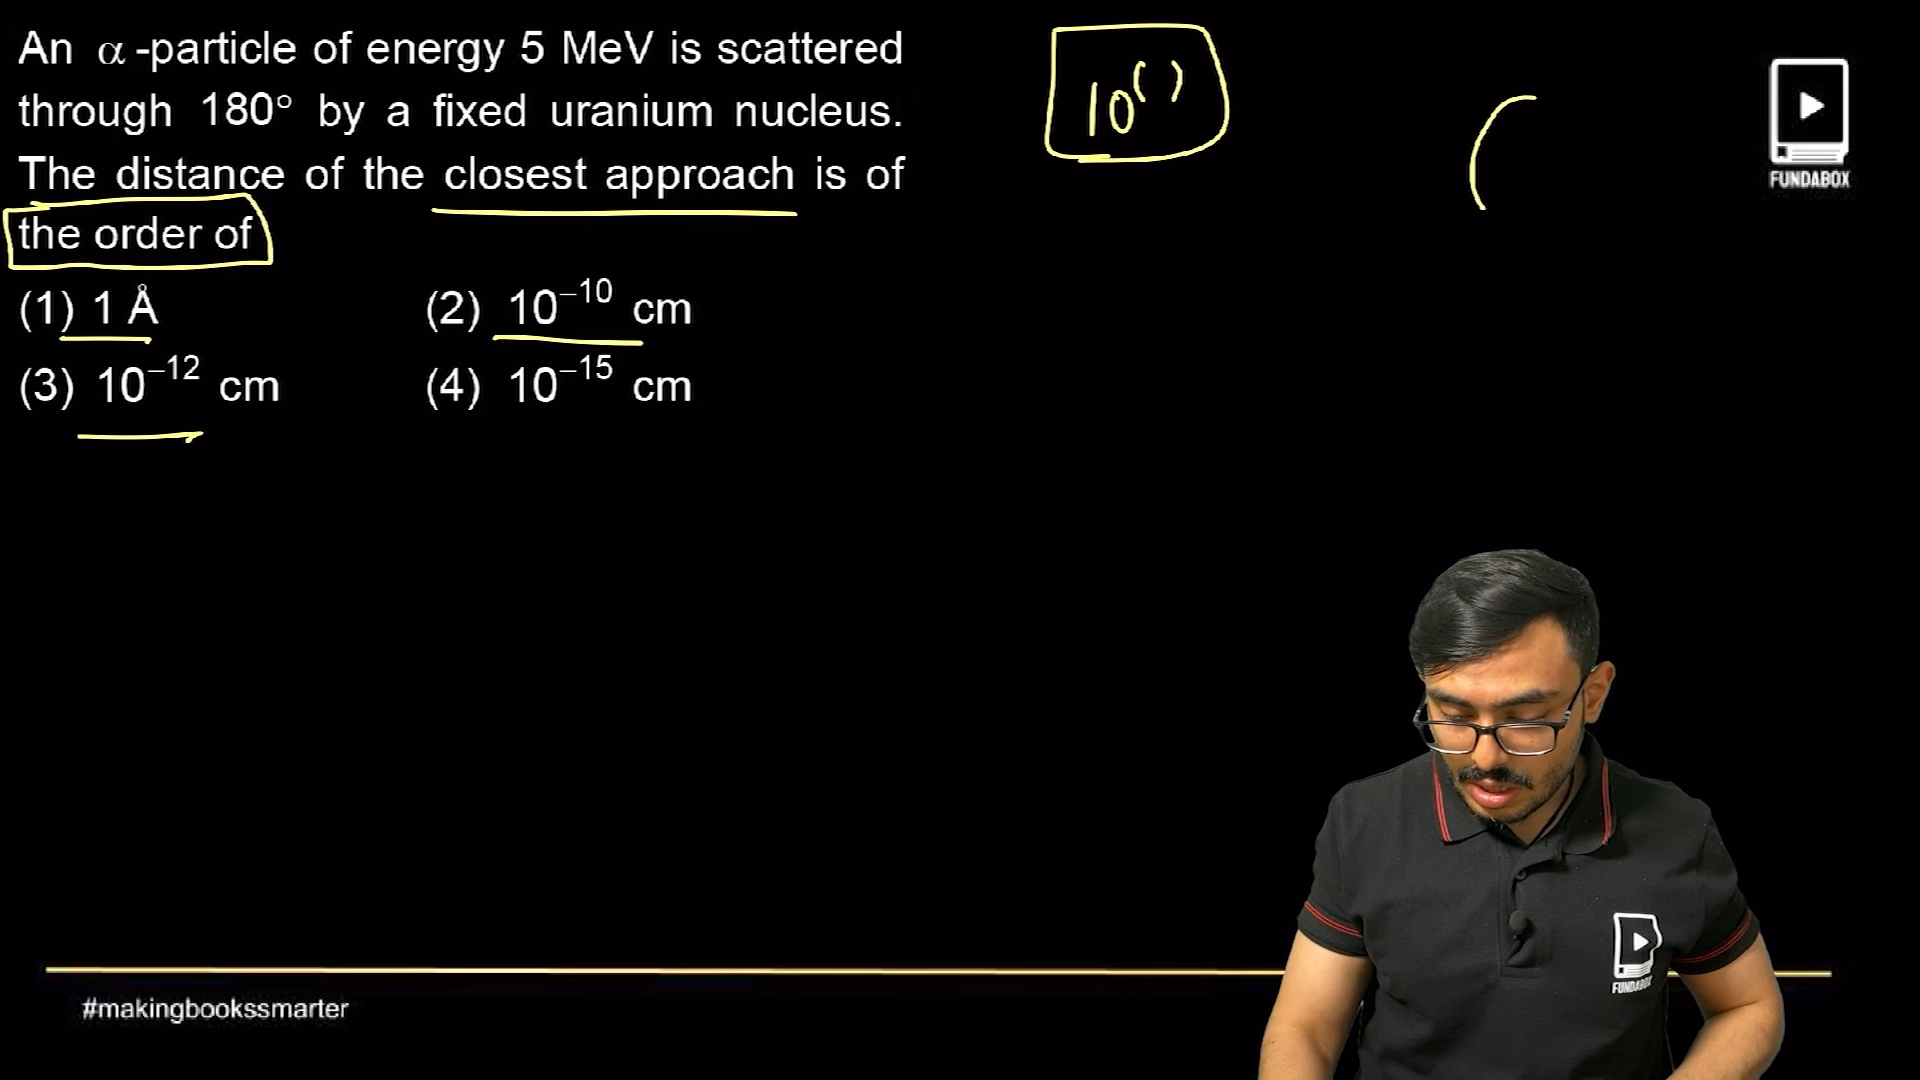 An α-particle of energy 5 MeV is scattered
through 180° by a fixed uranium nucleus.
The distance of the closest approach is of
the order of
(1) 1 Å
(2) 10⁻¹⁰ cm
(3) 10⁻¹² cm
(4) 10⁻¹⁵ cm
10⁽ ⁾
FUNDABOX
FUNDABOX
#makingbookssmarter